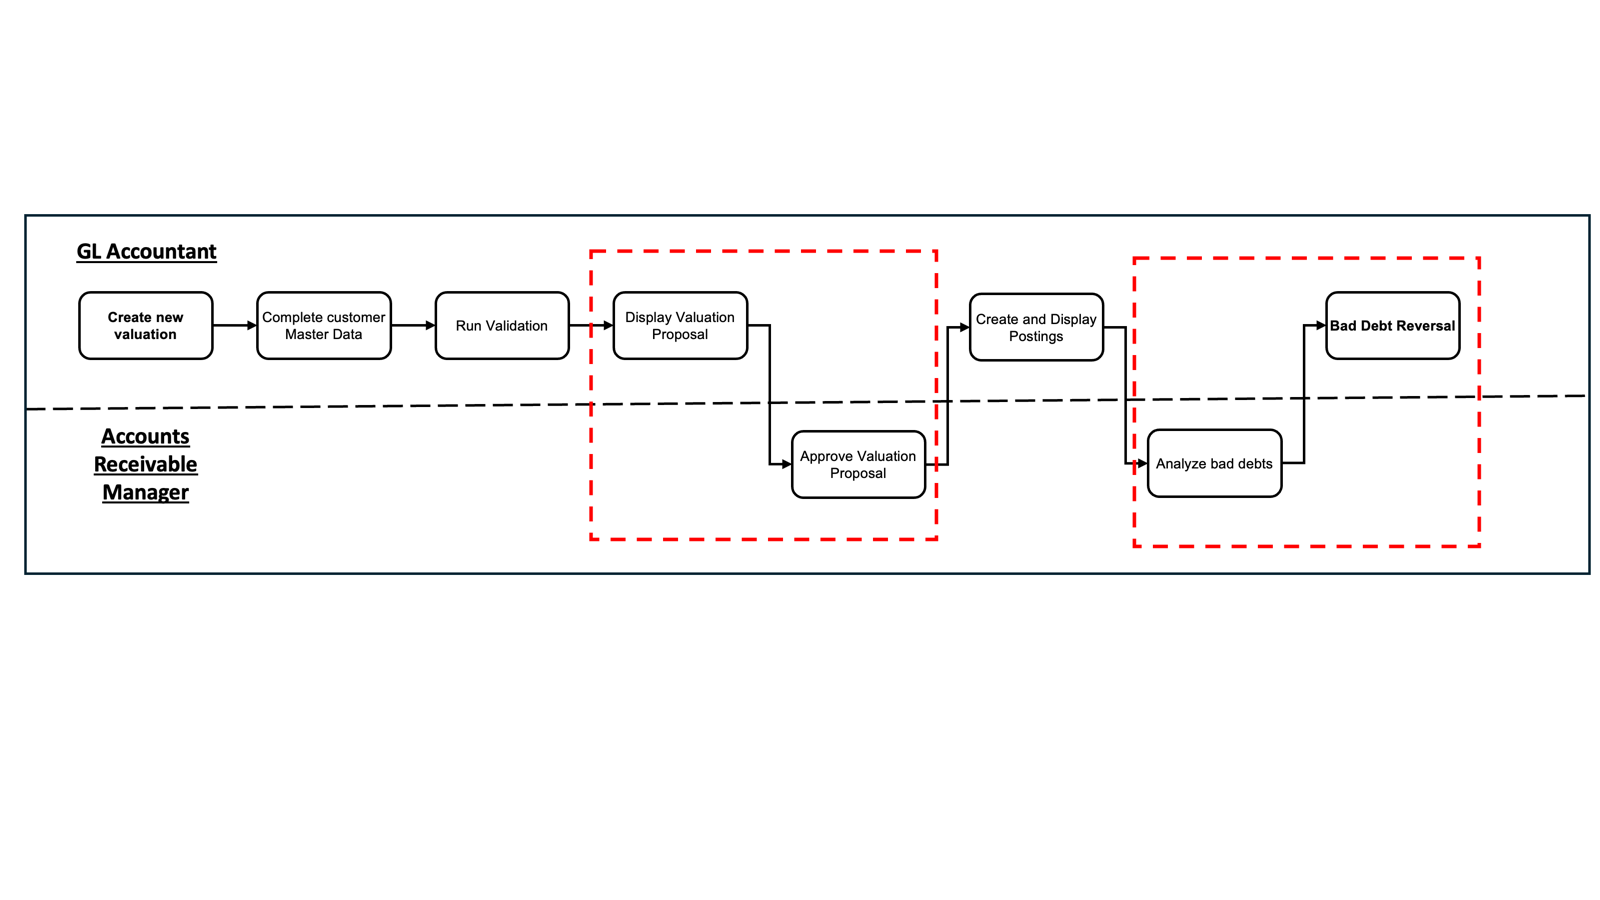 GL Accountant
Create new
valuation
Complete customer
Master Data
Run Validation
Display Valuation
Proposal
Create and Display
Postings
Bad Debt Reversal
Accounts
Receivable
Manager
Approve Valuation
Proposal
Analyze bad debts